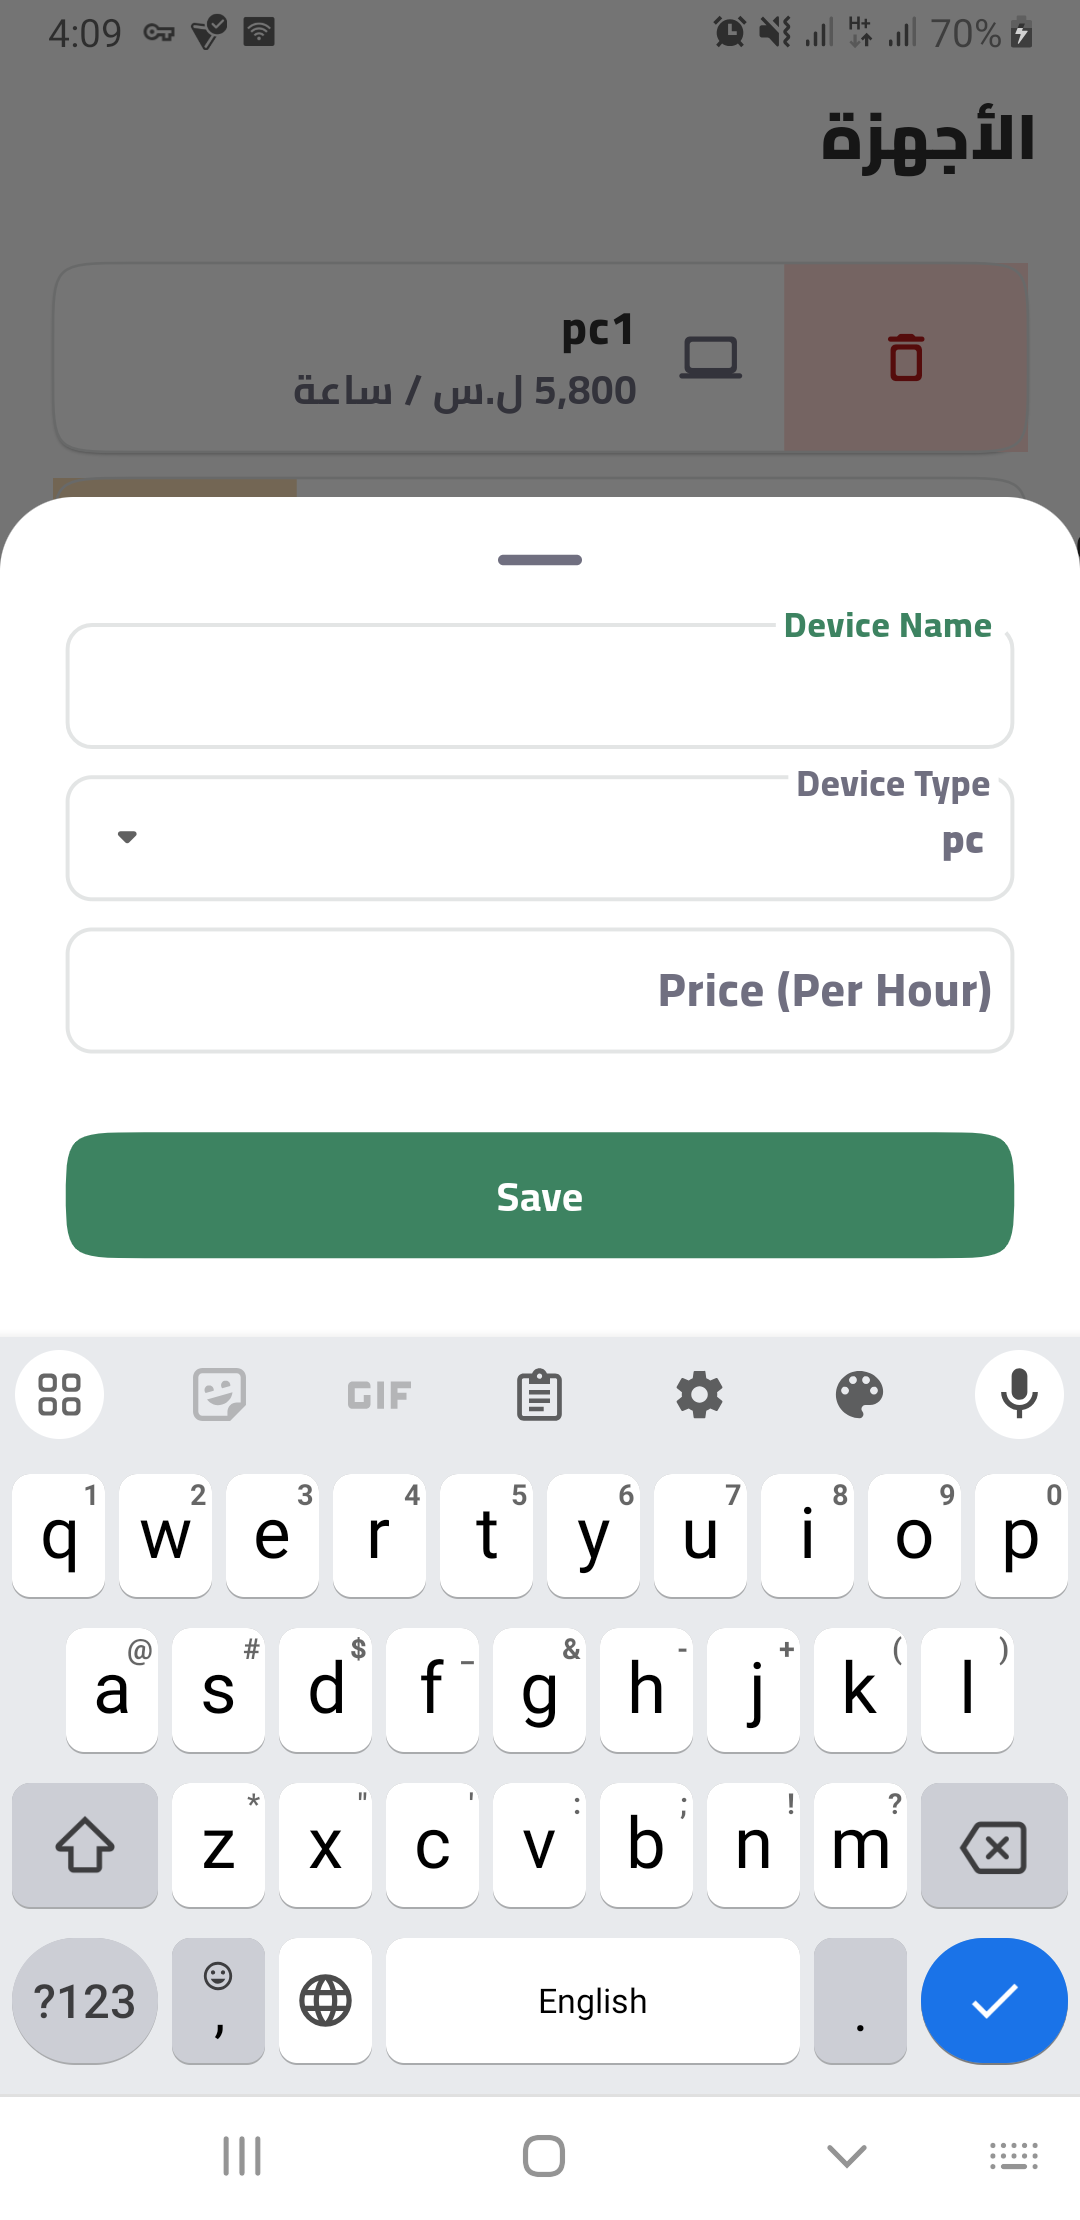 4:09
H+
70%
الأجهزة
pc1
5,800 ل.س / ساعة
Device Name
Device Type
pc
Price (Per Hour)
Save
GIF
1 2 3 4 5 6 7 8 9 0
q w e r t y u i o p
@ # $ _ & - + ( )
a s d f g h j k l
* " ' : ; ! ?
z x c v b n m
?123 , English .